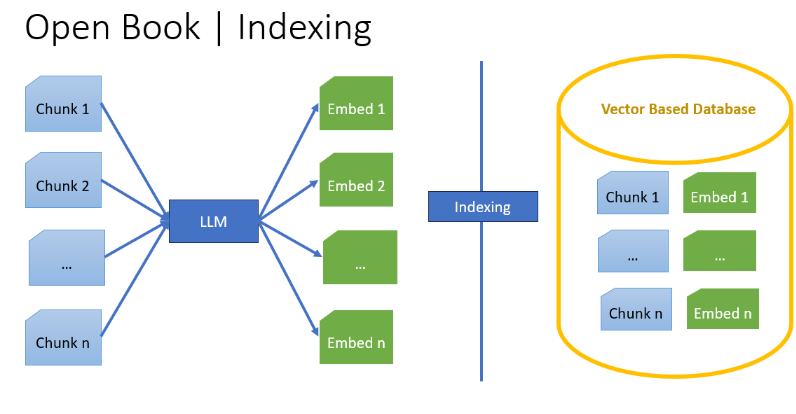 Open Book | Indexing
Chunk 1
Chunk 2
...
Chunk n
LLM
Embed 1
Embed 2
...
Embed n
Indexing
Vector Based Database
Chunk 1
Embed 1
...
...
Chunk n
Embed n